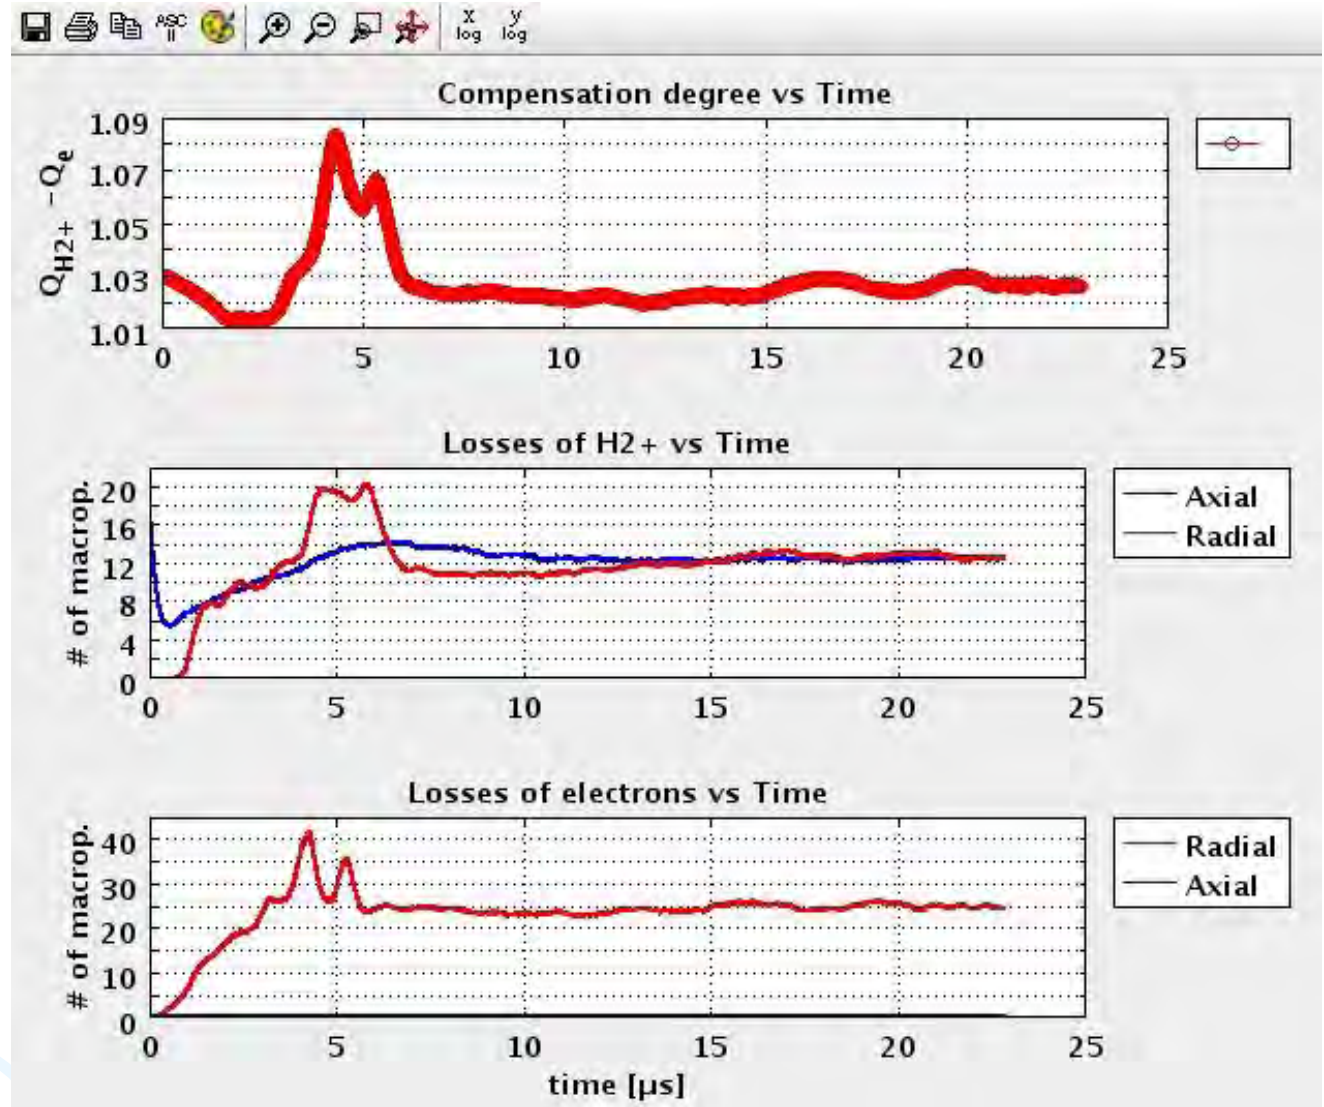 ASC
II
x
log
y
log
Compensation degree vs Time
Q_H2+ -Q_e
1.09
1.07
1.05
1.03
1.01
0 5 10 15 20 25
Losses of H2+ vs Time
# of macrop.
20
16
12
8
4
0
0 5 10 15 20 25
Axial
Radial
Losses of electrons vs Time
# of macrop.
40
30
20
10
0
0 5 10 15 20 25
time [µs]
Radial
Axial